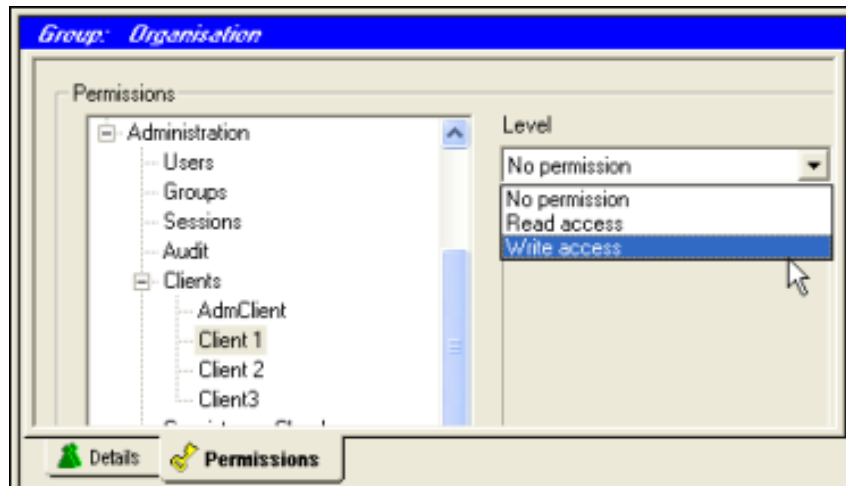 Group: Organisation
Permissions
Administration
Users
Groups
Sessions
Audit
Clients
AdmClient
Client 1
Client 2
Client3
Level
No permission
No permission
Read access
Write access
Details
Permissions